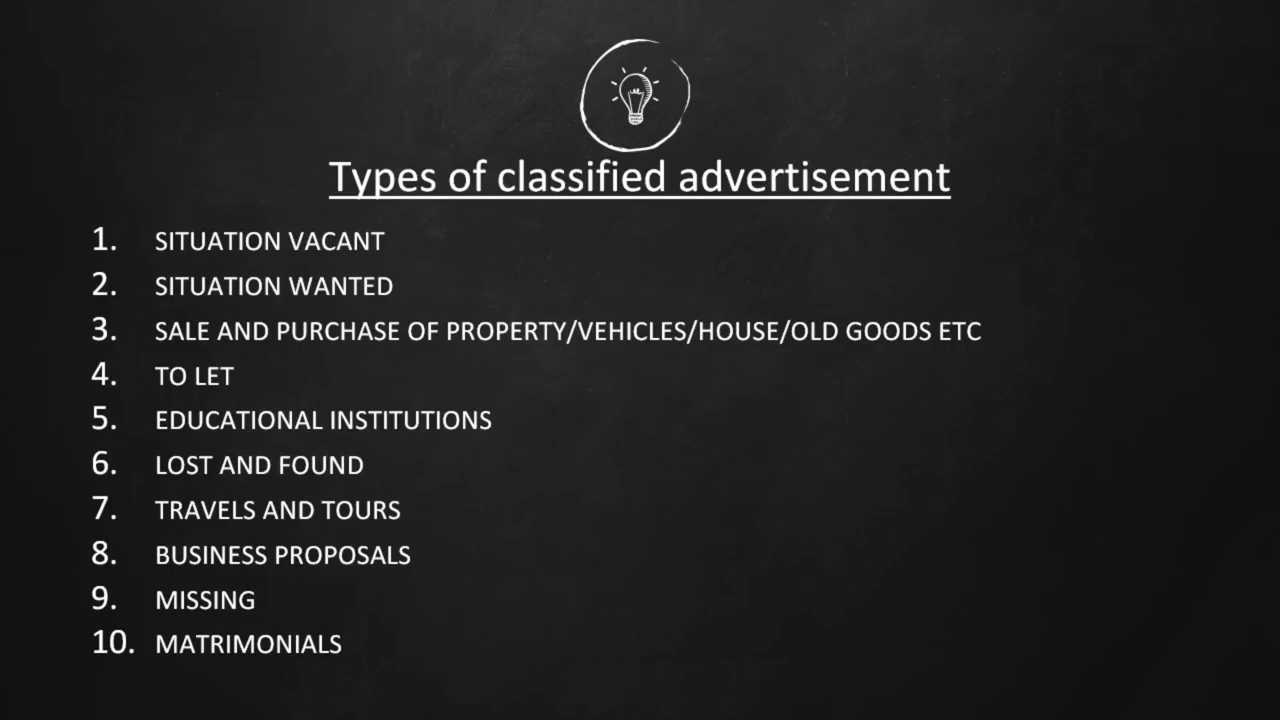 Types of classified advertisement
1. SITUATION VACANT
2. SITUATION WANTED
3. SALE AND PURCHASE OF PROPERTY/VEHICLES/HOUSE/OLD GOODS ETC
4. TO LET
5. EDUCATIONAL INSTITUTIONS
6. LOST AND FOUND
7. TRAVELS AND TOURS
8. BUSINESS PROPOSALS
9. MISSING
10. MATRIMONIALS